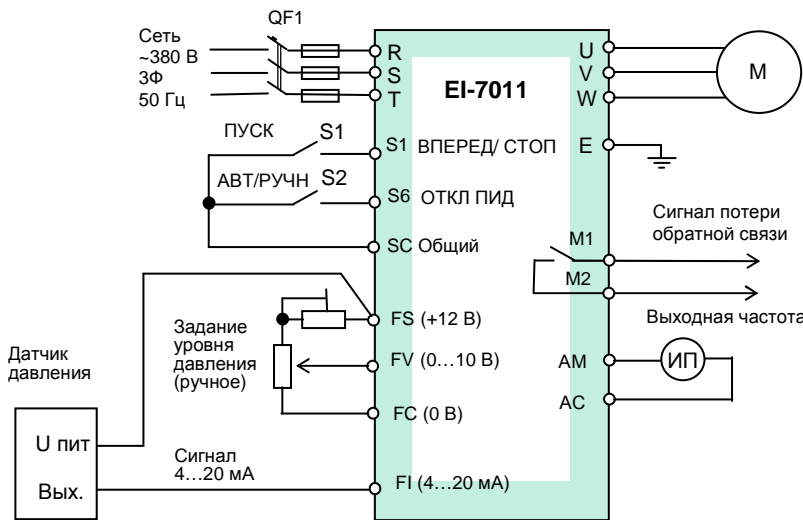 QF1
Сеть
~380 В
3Ф
50 Гц
R
S
T
EI-7011
U
V
W
М
ПУСК
S1
S1 ВПЕРЕД/ СТОП
E
АВТ/РУЧН
S2
S6 ОТКЛ ПИД
SC Общий
M1
M2
Сигнал потери
обратной связи
Выходная частота
FS (+12 В)
Задание
уровня
давления
(ручное)
FV (0…10 В)
FC (0 В)
AM
AC
ИП
Датчик
давления
U пит
Вых.
Сигнал
4…20 мА
FI (4…20 мА)